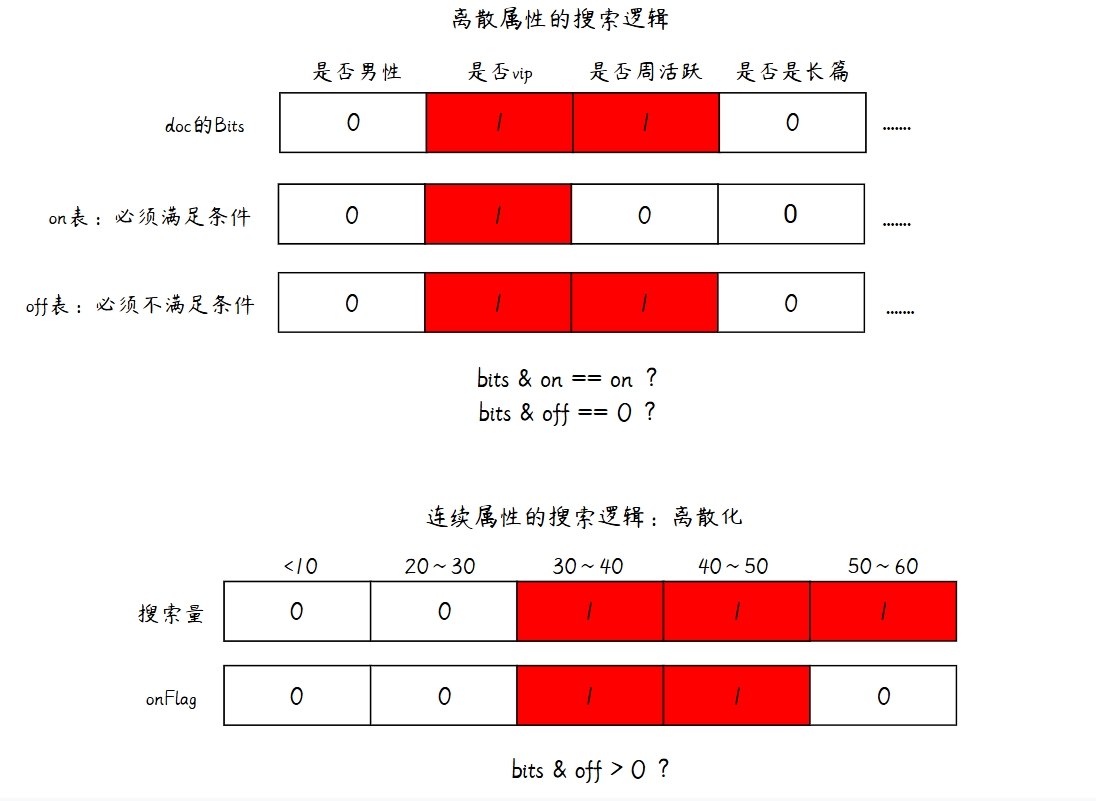 离散属性的搜索逻辑
是否男性 是否vip 是否周活跃 是否是长篇
doc的Bits 0 1 1 0 .......
on表：必须满足条件 0 1 0 0 .......
off表：必须不满足条件 0 1 1 0 .......
bits & on == on ?
bits & off == 0 ?
连续属性的搜索逻辑：离散化
<10 20~30 30~40 40~50 50~60
搜索量 0 0 1 1 1
onFlag 0 0 1 1 0
bits & off > 0 ?